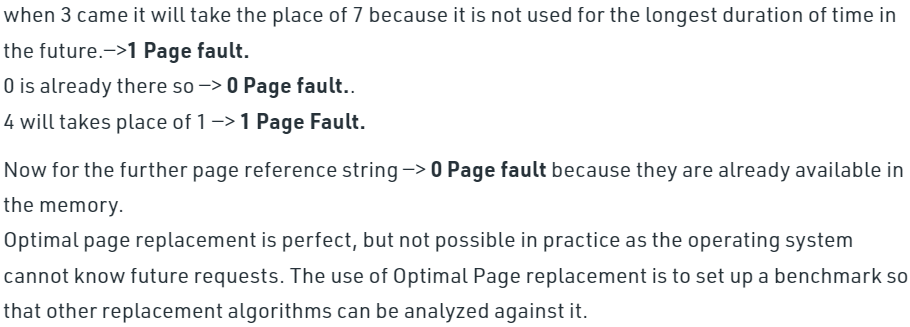 when 3 came it will take the place of 7 because it is not used for the longest duration of time in
the future.—>1 Page fault.
0 is already there so —> 0 Page fault..
4 will takes place of 1 —> 1 Page Fault.
Now for the further page reference string —> 0 Page fault because they are already available in
the memory.
Optimal page replacement is perfect, but not possible in practice as the operating system
cannot know future requests. The use of Optimal Page replacement is to set up a benchmark so
that other replacement algorithms can be analyzed against it.